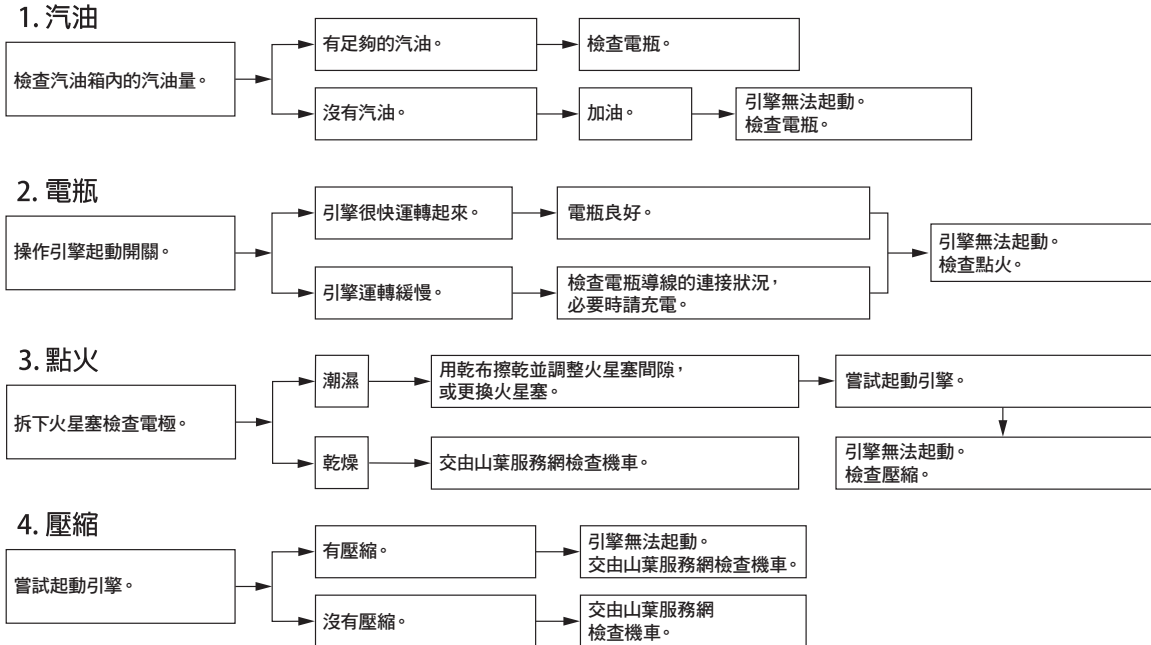 1. 汽油
檢查汽油箱內的汽油量。
有足夠的汽油。
檢查電瓶。
沒有汽油。
加油。
引擎無法起動。
檢查電瓶。
2. 電瓶
操作引擎起動開關。
引擎很快運轉起來。
電瓶良好。
引擎運轉緩慢。
檢查電瓶導線的連接狀況，
必要時請充電。
引擎無法起動。
檢查點火。
3. 點火
拆下火星塞檢查電極。
潮濕
用乾布擦乾並調整火星塞間隙，
或更換火星塞。
嘗試起動引擎。
乾燥
交由山葉服務網檢查機車。
引擎無法起動。
檢查壓縮。
4. 壓縮
嘗試起動引擎。
有壓縮。
引擎無法起動。
交由山葉服務網檢查機車。
沒有壓縮。
交由山葉服務網
檢查機車。